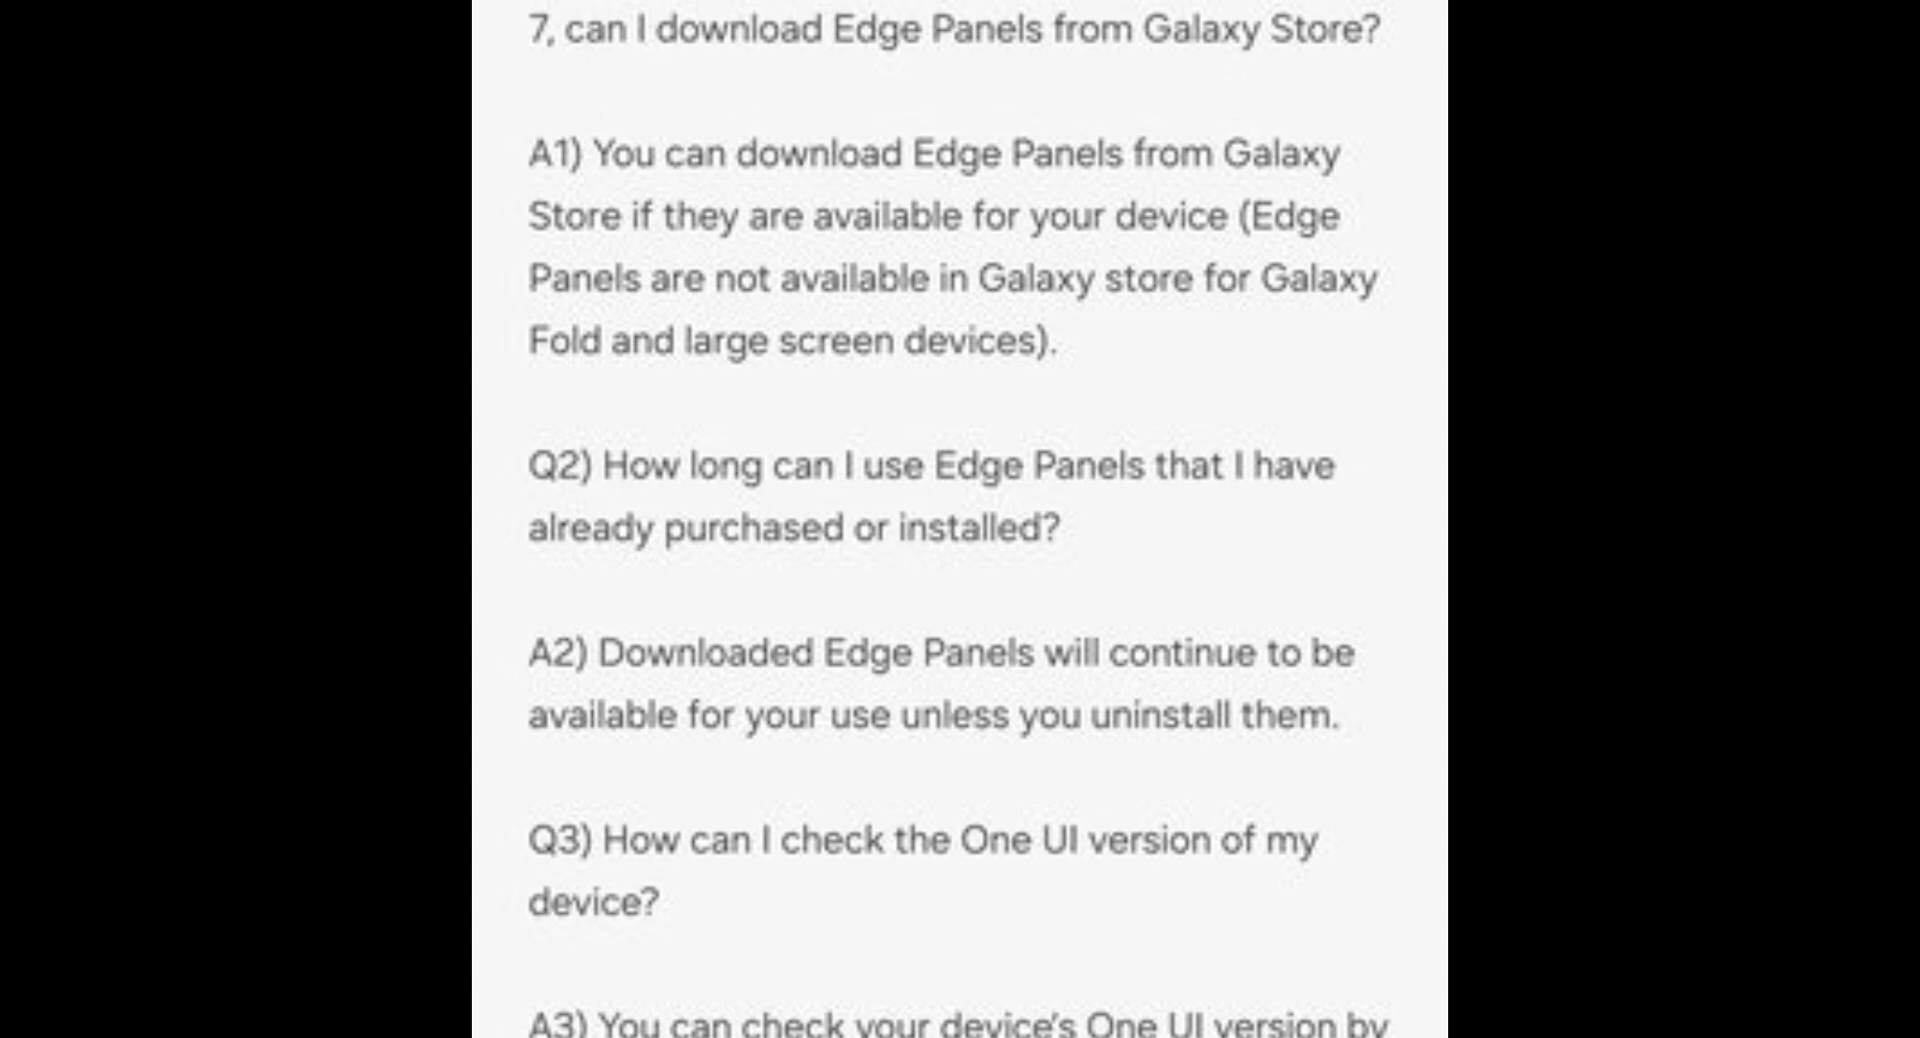 7, can I download Edge Panels from Galaxy Store?
A1) You can download Edge Panels from Galaxy
Store if they are available for your device (Edge
Panels are not available in Galaxy store for Galaxy
Fold and large screen devices).
Q2) How long can I use Edge Panels that I have
already purchased or installed?
A2) Downloaded Edge Panels will continue to be
available for your use unless you uninstall them.
Q3) How can I check the One UI version of my
device?
A3) You can check your device's One UI version by